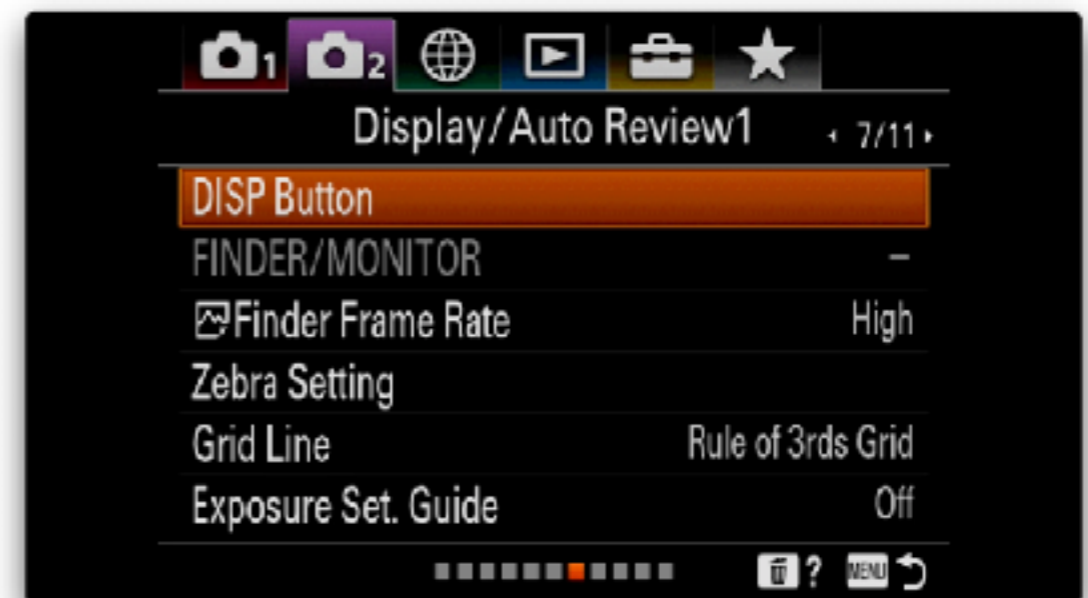 1 2
Display/Auto Review1 7/11
DISP Button
FINDER/MONITOR –
Finder Frame Rate High
Zebra Setting
Grid Line Rule of 3rds Grid
Exposure Set. Guide Off
? MENU